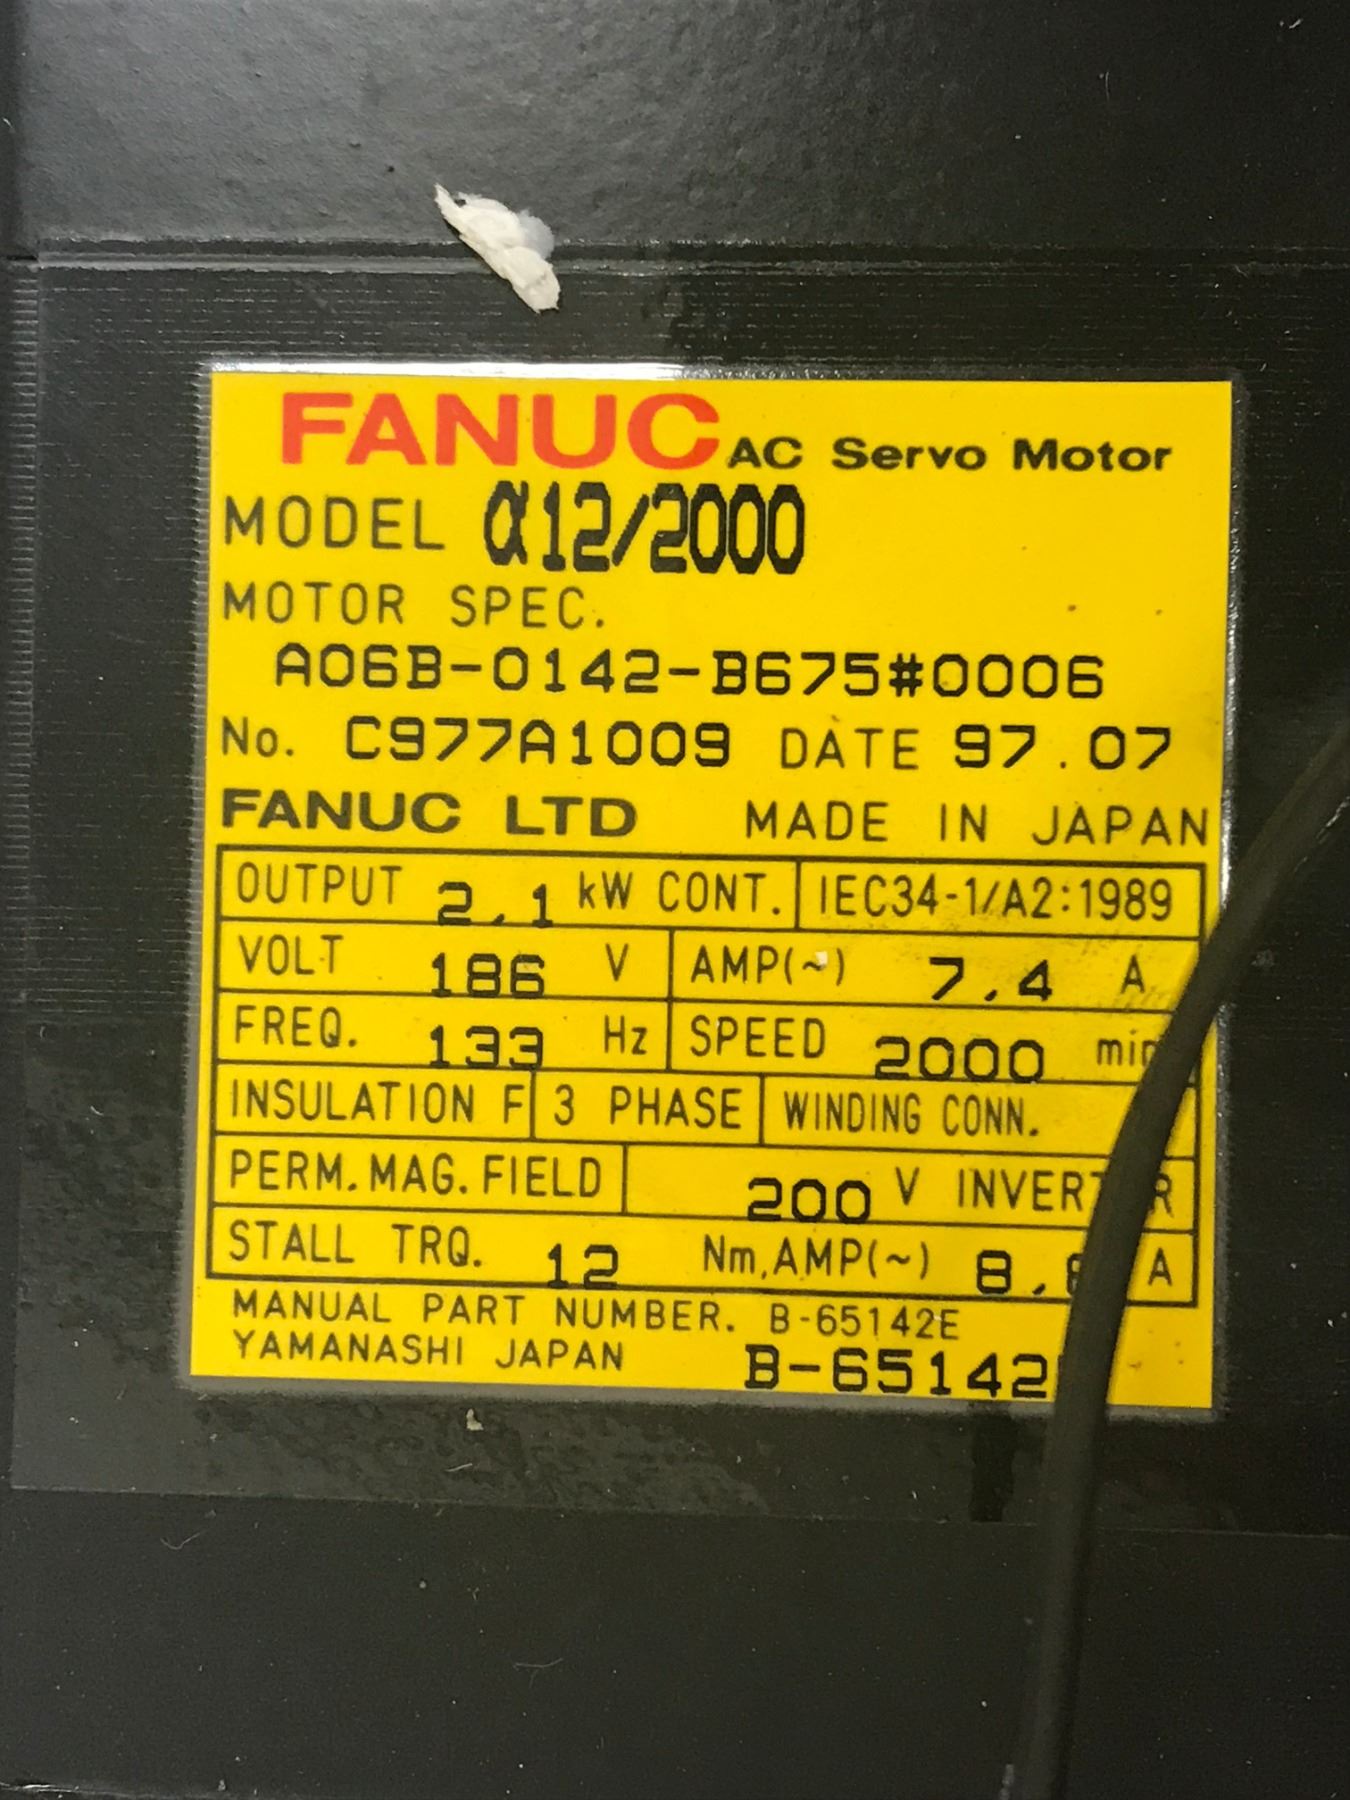 FANUC AC Servo Motor
MODEL α12/2000
MOTOR SPEC.
A06B-0142-B675#0006
No. C977A1009 DATE 97.07
FANUC LTD MADE IN JAPAN
OUTPUT 2.1 kW CONT. IEC34-1/A2:1989
VOLT 186 V AMP(~) 7.4 A
FREQ. 133 Hz SPEED 2000
INSULATION F 3 PHASE WINDING CONN.
PERM.MAG.FIELD 200 V
STALL TRQ. 12 Nm,AMP(~) A
MANUAL PART NUMBER. B-65142E
YAMANASHI JAPAN B-65142